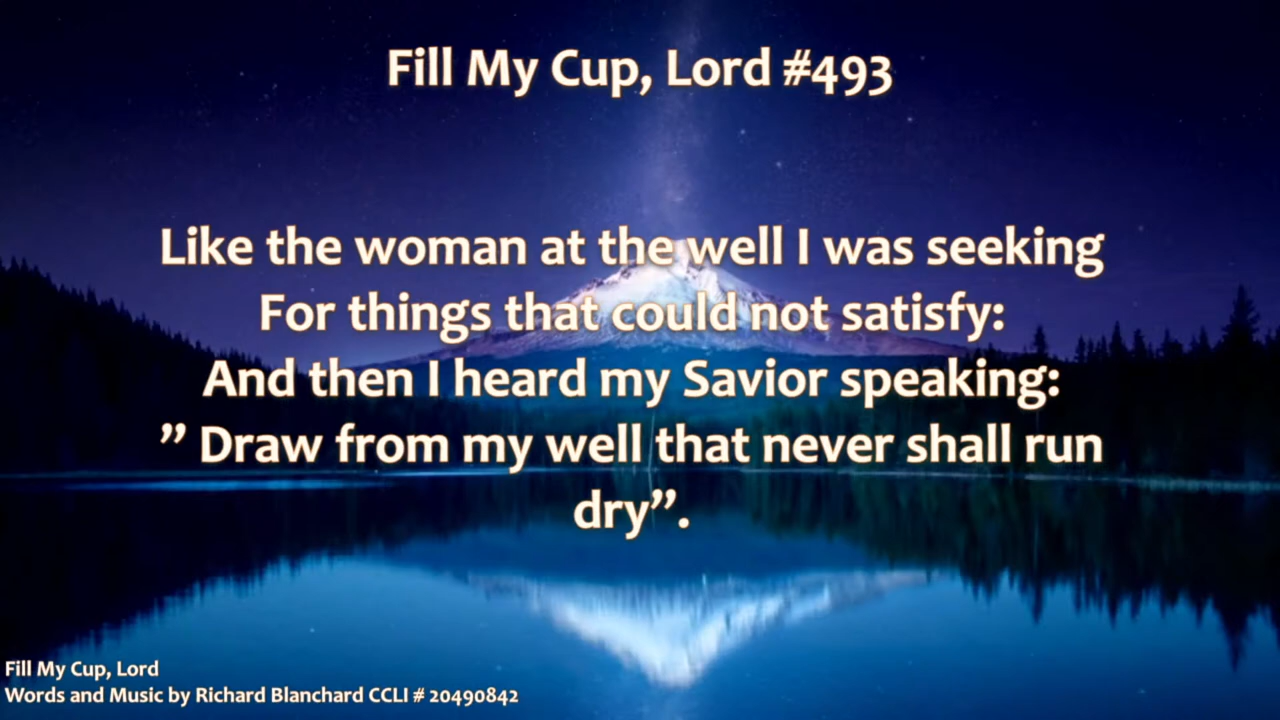 Fill My Cup, Lord #493
Like the woman at the well I was seeking
For things that could not satisfy:
And then I heard my Savior speaking:
” Draw from my well that never shall run
dry”.
Fill My Cup, Lord
Words and Music by Richard Blanchard CCLI # 20490842